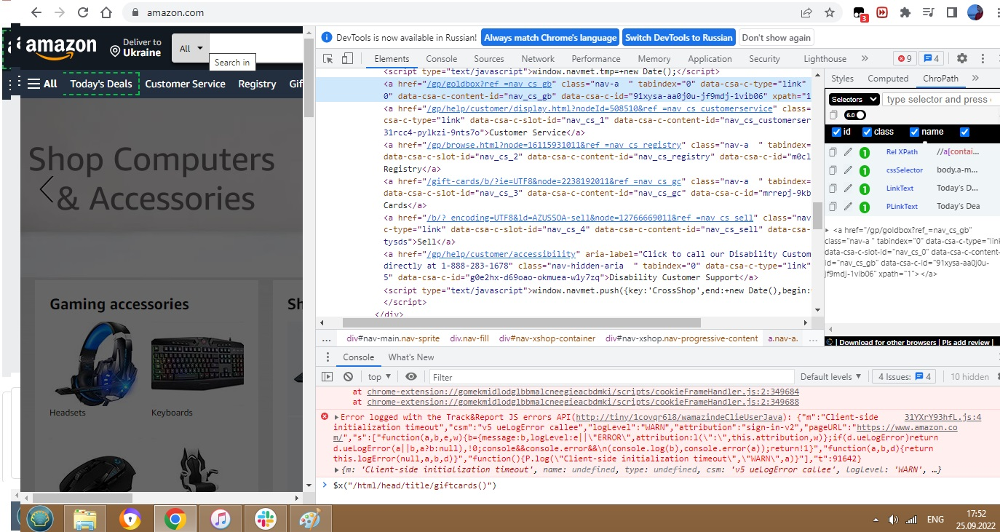 amazon.com
3
amazon
Deliver to
Ukraine
All
Search in
All
Today's Deals
Customer Service
Registry
Gif
Shop Computers
& Accessories
Gaming accessories
Sh
Headsets
Keyboards
DevTools is now available in Russian!
Always match Chrome's language
Switch DevTools to Russian
Don't show again
Elements
Console
Sources
Network
Performance
Memory
Application
Security
Lighthouse
»
9
4
<script type="text/javascript">window.navmet.tmp=+new Date();</script>
<a href="/gp/goldbox?ref_=nav_cs_gb" class="nav-a  " tabindex="0" data-csa-c-type="link"
0" data-csa-c-content-id="nav_cs_gb" data-csa-c-id="91xysa-aa0j0u-jf9mdj-1vib06" xpath="1
<a href="/gp/help/customer/display.html?nodeId=508510&ref_=nav_cs_customerservice" class=
csa-c-type="link" data-csa-c-slot-id="nav_cs_1" data-csa-c-content-id="nav_cs_customerser
31rcc4-pylkzi-9nts7o">Customer Service</a>
<a href="/gp/browse.html?node=16115931011&ref_=nav_cs_registry" class="nav-a  " tabindex=
data-csa-c-slot-id="nav_cs_2" data-csa-c-content-id="nav_cs_registry" data-csa-c-id="m0cl
Registry</a>
<a href="/gift-cards/b/?ie=UTF8&node=2238192011&ref_=nav_cs_gc" class="nav-a  " tabindex=
data-csa-c-slot-id="nav_cs_3" data-csa-c-content-id="nav_cs_gc" data-csa-c-id="mrrepj-9kb
Cards</a>
<a href="/b/?_encoding=UTF8&ld=AZUSSOA-sell&node=12766669011&ref_=nav_cs_sell" class="nav
c-type="link" data-csa-c-slot-id="nav_cs_4" data-csa-c-content-id="nav_cs_sell" data-csa-
tysds">Sell</a>
<a href="/gp/help/customer/accessibility" aria-label="Click to call our Disability Custom
directly at 1-888-283-1678" class="nav-hidden-aria  " tabindex="0" data-csa-c-type="link"
5" data-csa-c-id="g0e2hx-d69oao-okmuea-w1y7zq">Disability Customer Support</a>
<script type="text/javascript">window.navmet.push({key:'CrossShop',end:+new Date(),begin:
</script>
</div>
...
div#nav-main.nav-sprite
div.nav-fill
div#nav-xshop-container
div#nav-xshop.nav-progressive-content
a.nav-a.
...
Styles
Computed
ChroPath
»
Selectors
type selector and press e
6.0
id
class
name
1
Rel XPath
//a[contai...
1
cssSelector
body.a-m...
1
LinkText
Today's D...
1
PLinkText
Today's Dea
<a href="/gp/goldbox?ref_=nav_cs_gb"
class="nav-a " tabindex="0" data-csa-c-type="link
data-csa-c-slot-id="nav_cs_0" data-csa-c-content-
id="nav_cs_gb" data-csa-c-id="91xysa-aa0j0u-
jf9mdj-1vib06" xpath="1"></a>
| Download for other browsers | Pls add review |
Console
What's New
top
Filter
Default levels
4 Issues:
4
10 hidden
at chrome-extension://gomekmidlodglbbmalcneegieacbdmki/scripts/cookieFrameHandler.js:2:349684
at chrome-extension://gomekmidlodglbbmalcneegieacbdmki/scripts/cookieFrameHandler.js:2:349688
Error logged with the Track&Report JS errors API(http://tiny/1covqr6l8/wamazindeClieUserJava): {"m":"Client-side
31YXrY93hfL.js:4
initialization timeout","csm":"v5 ueLogError callee","logLevel":"WARN","attribution":"sign-in-v2","pageURL":"https://www.amazon.co
m/","s":["function(a,b,e,w){b={message:b,logLevel:e||\"ERROR\",attribution:l(\":\",this.attribution,w)};if(d.ueLogError)return
d.ueLogError(a||b,a?b:null),!0;console&&console.error&&\n(console.log(b),console.error(a));return!1}","function(a,b,d){return
this.logError(null,a,b,d)}","function(){P.log(\"Client-side initialization timeout\",\"WARN\",a)}"],"t":91642}
{m: 'Client-side initialization timeout', name: undefined, type: undefined, csm: 'v5 ueLogError callee', logLevel: 'WARN', …}
$x("/html/head/title/giftcards()")
ENG
17:52
25.09.2022